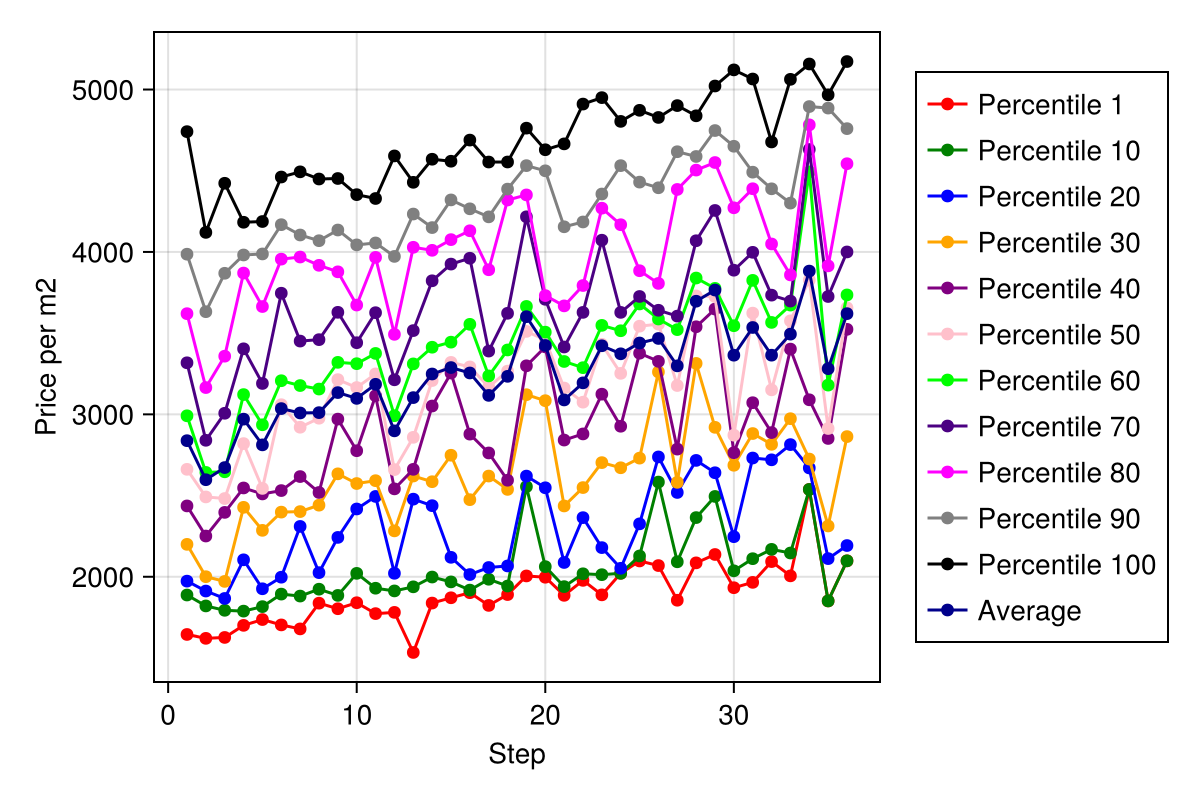 5000
4000
3000
2000
Price per m2
0 10 20 30
Step
Percentile 1
Percentile 10
Percentile 20
Percentile 30
Percentile 40
Percentile 50
Percentile 60
Percentile 70
Percentile 80
Percentile 90
Percentile 100
Average